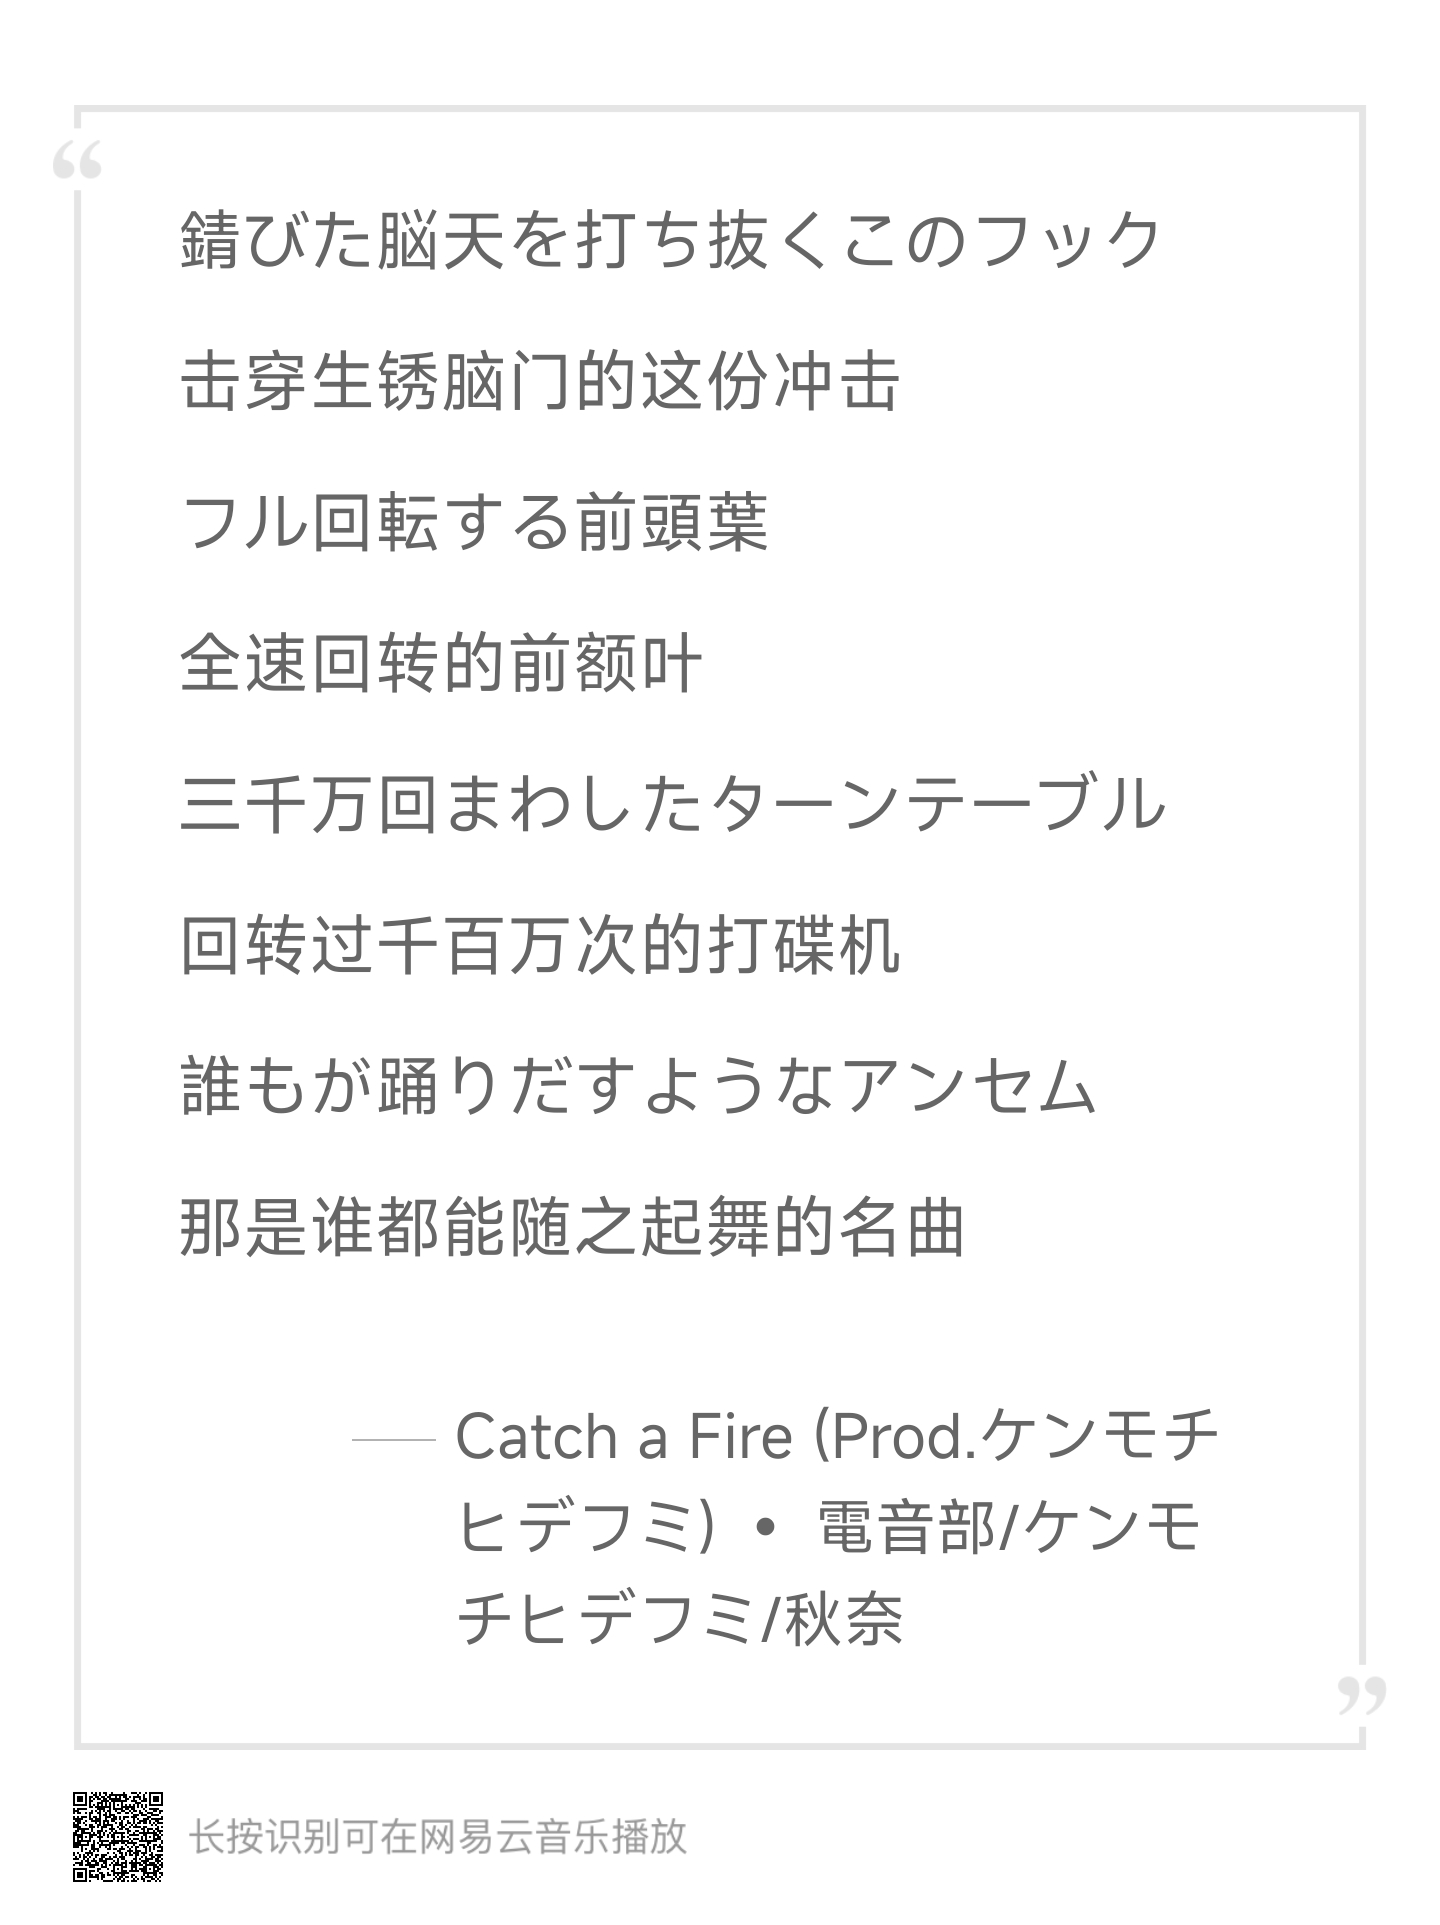 “
錆びた脳天を打ち抜くこのフック
击穿生锈脑门的这份冲击
フル回転する前頭葉
全速回转的前额叶
三千万回まわしたターンテーブル
回转过千百万次的打碟机
誰もが踊りだすようなアンセム
那是谁都能随之起舞的名曲
—— Catch a Fire (Prod.ケンモチ
ヒデフミ) • 電音部/ケンモ
チヒデフミ/秋奈
”
长按识别可在网易云音乐播放